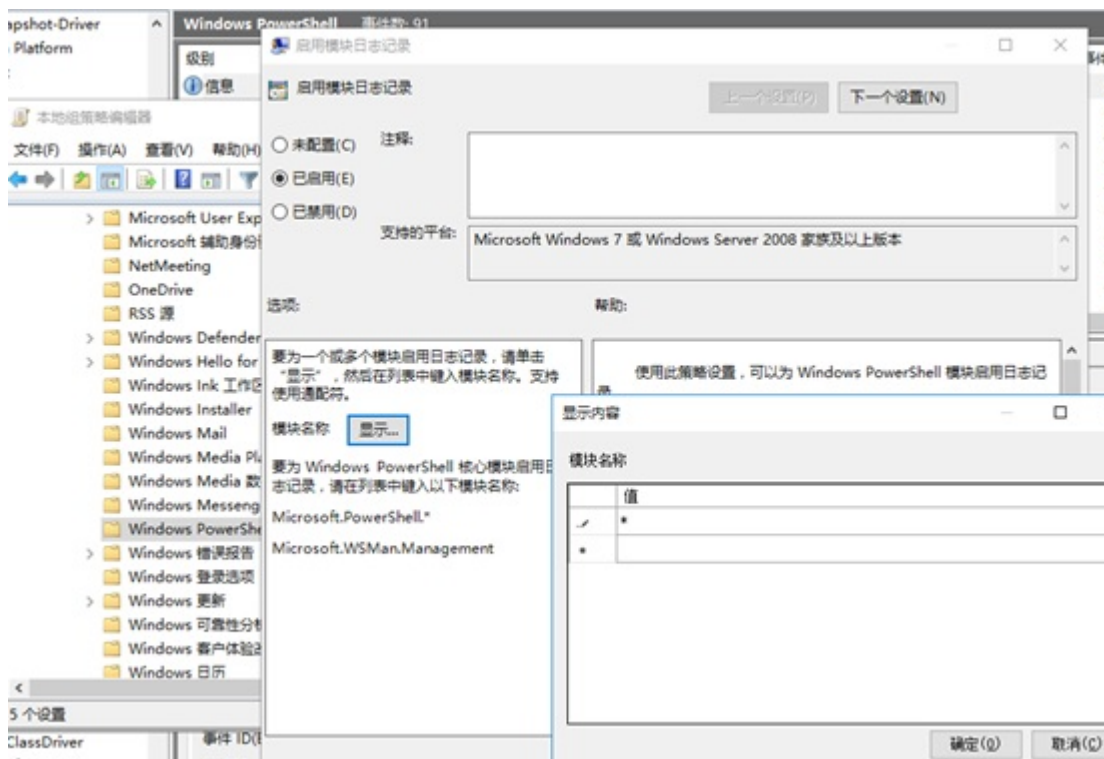 apshot-Driver
Platform
Windows PowerShell 事件数: 91
级别
信息
本地组策略编辑器
文件(F) 操作(A) 查看(V) 帮助(H)
Microsoft User Exp
Microsoft 辅助身份
NetMeeting
OneDrive
RSS 源
Windows Defender
Windows Hello for
Windows Ink 工作区
Windows Installer
Windows Mail
Windows Media Pl
Windows Media 数
Windows Messeng
Windows PowerShe
Windows 错误报告
Windows 登录选项
Windows 更新
Windows 可靠性分析
Windows 客户体验改
Windows 日历
5 个设置
ClassDriver
事件 ID(E
启用模块日志记录
启用模块日志记录
上一个设置(P)
下一个设置(N)
未配置(C)
注释:
已启用(E)
已禁用(D)
支持的平台:
Microsoft Windows 7 或 Windows Server 2008 家族及以上版本
选项:
帮助:
要为一个或多个模块启用日志记录，请单击
“显示”，然后在列表中键入模块名称。支持
使用通配符。
模块名称
显示...
要为 Windows PowerShell 核心模块启用日
志记录，请在列表中键入以下模块名称:
Microsoft.PowerShell.*
Microsoft.WSMan.Management
使用此策略设置，可以为 Windows PowerShell 模块启用日志记
录
显示内容
模块名称
值
*
*
确定(O)
取消(C)